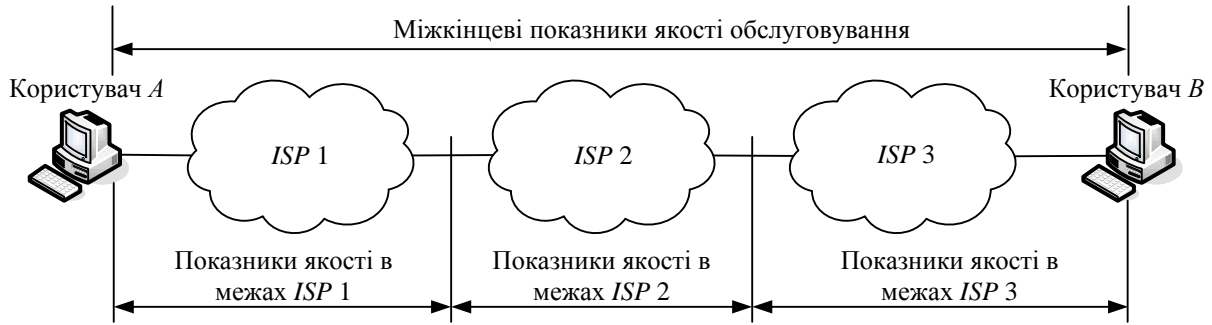 Міжкінцеві показники якості обслуговування
Користувач A
Користувач B
ISP 1
ISP 2
ISP 3
Показники якості в
межах ISP 1
Показники якості в
межах ISP 2
Показники якості в
межах ISP 3